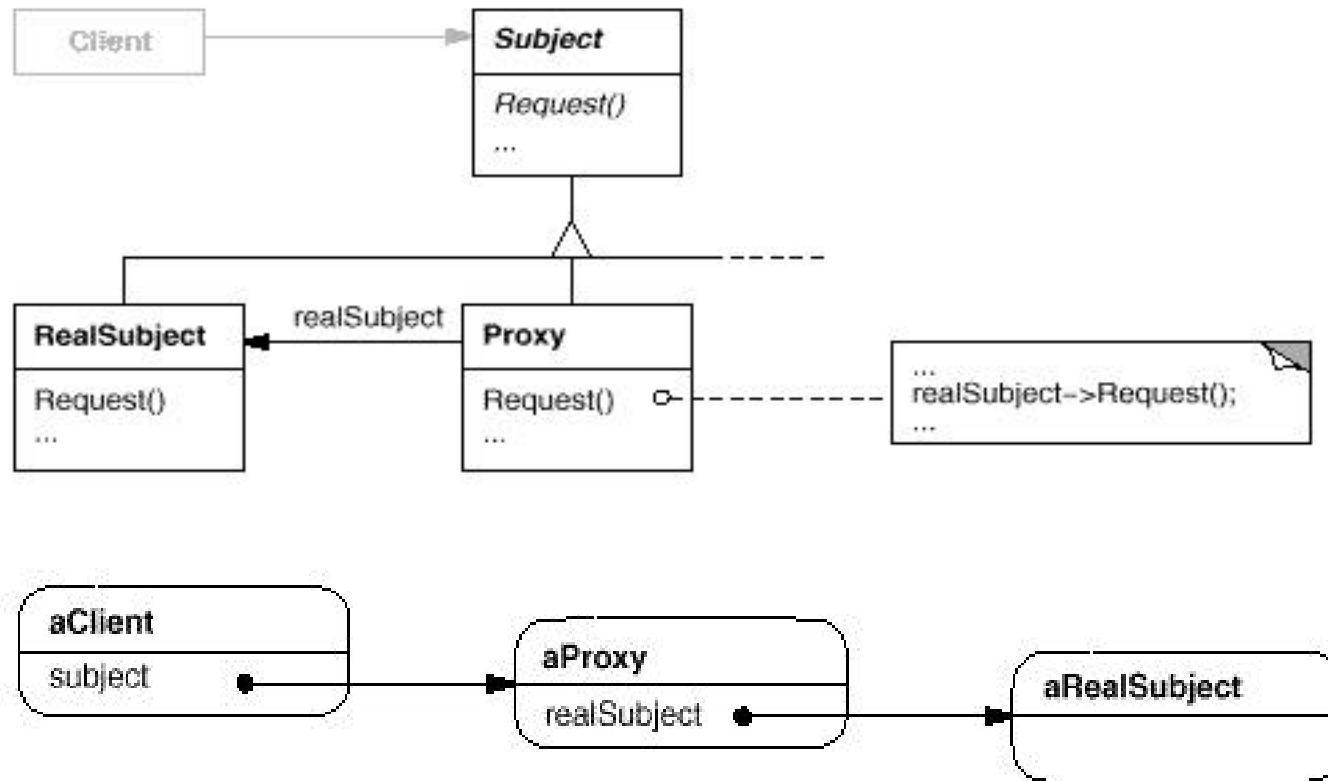 Client
Subject
Request()
...
realSubject
RealSubject
Request()
...
Proxy
Request()
...
...
realSubject->Request();
...
aClient
subject
aProxy
realSubject
aRealSubject